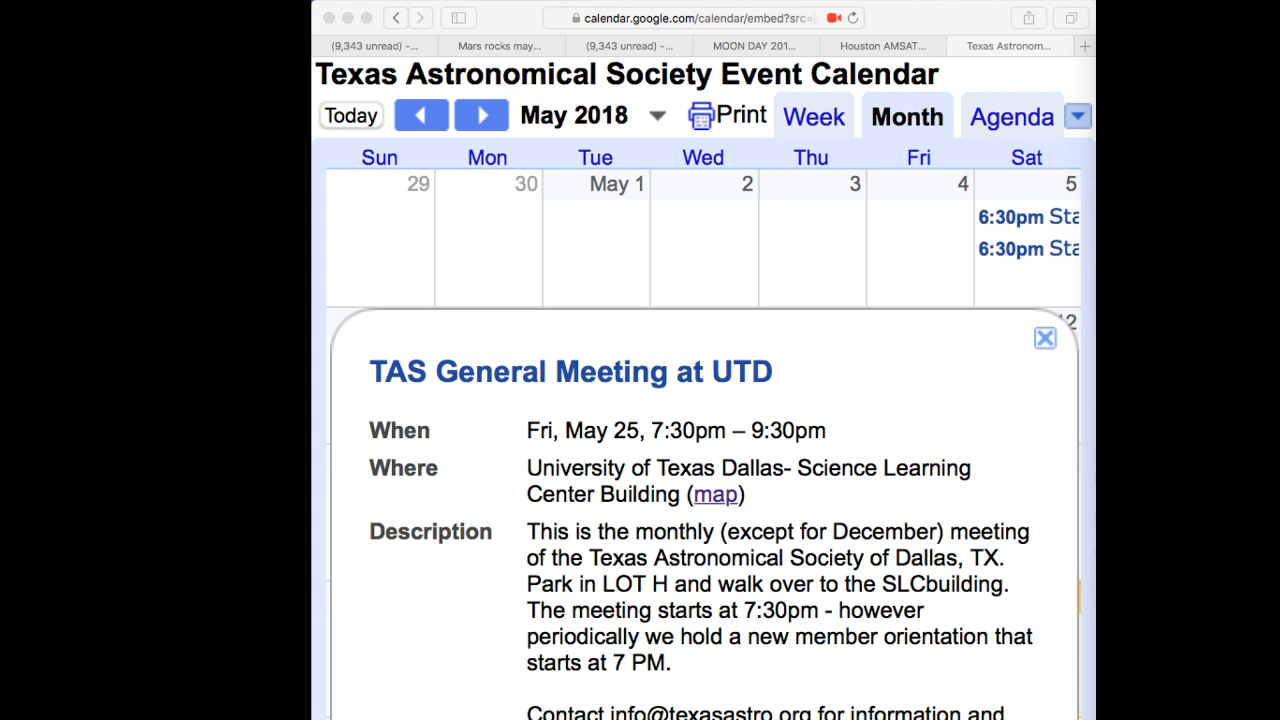 calendar.google.com/calendar/embed?src=
(9,343 unread) -...
Mars rocks may...
(9,343 unread) -...
MOON DAY 201...
Houston AMSAT...
Texas Astronom...
Texas Astronomical Society Event Calendar
Today
May 2018
Print
Week
Month
Agenda
Sun Mon Tue Wed Thu Fri Sat
29 30 May 1 2 3 4 5
6:30pm Sta
6:30pm Sta
12
TAS General Meeting at UTD
When Fri, May 25, 7:30pm – 9:30pm
Where University of Texas Dallas- Science Learning
Center Building (map)
Description This is the monthly (except for December) meeting
of the Texas Astronomical Society of Dallas, TX.
Park in LOT H and walk over to the SLCbuilding.
The meeting starts at 7:30pm - however
periodically we hold a new member orientation that
starts at 7 PM.
Contact info@texasastro.org for information and